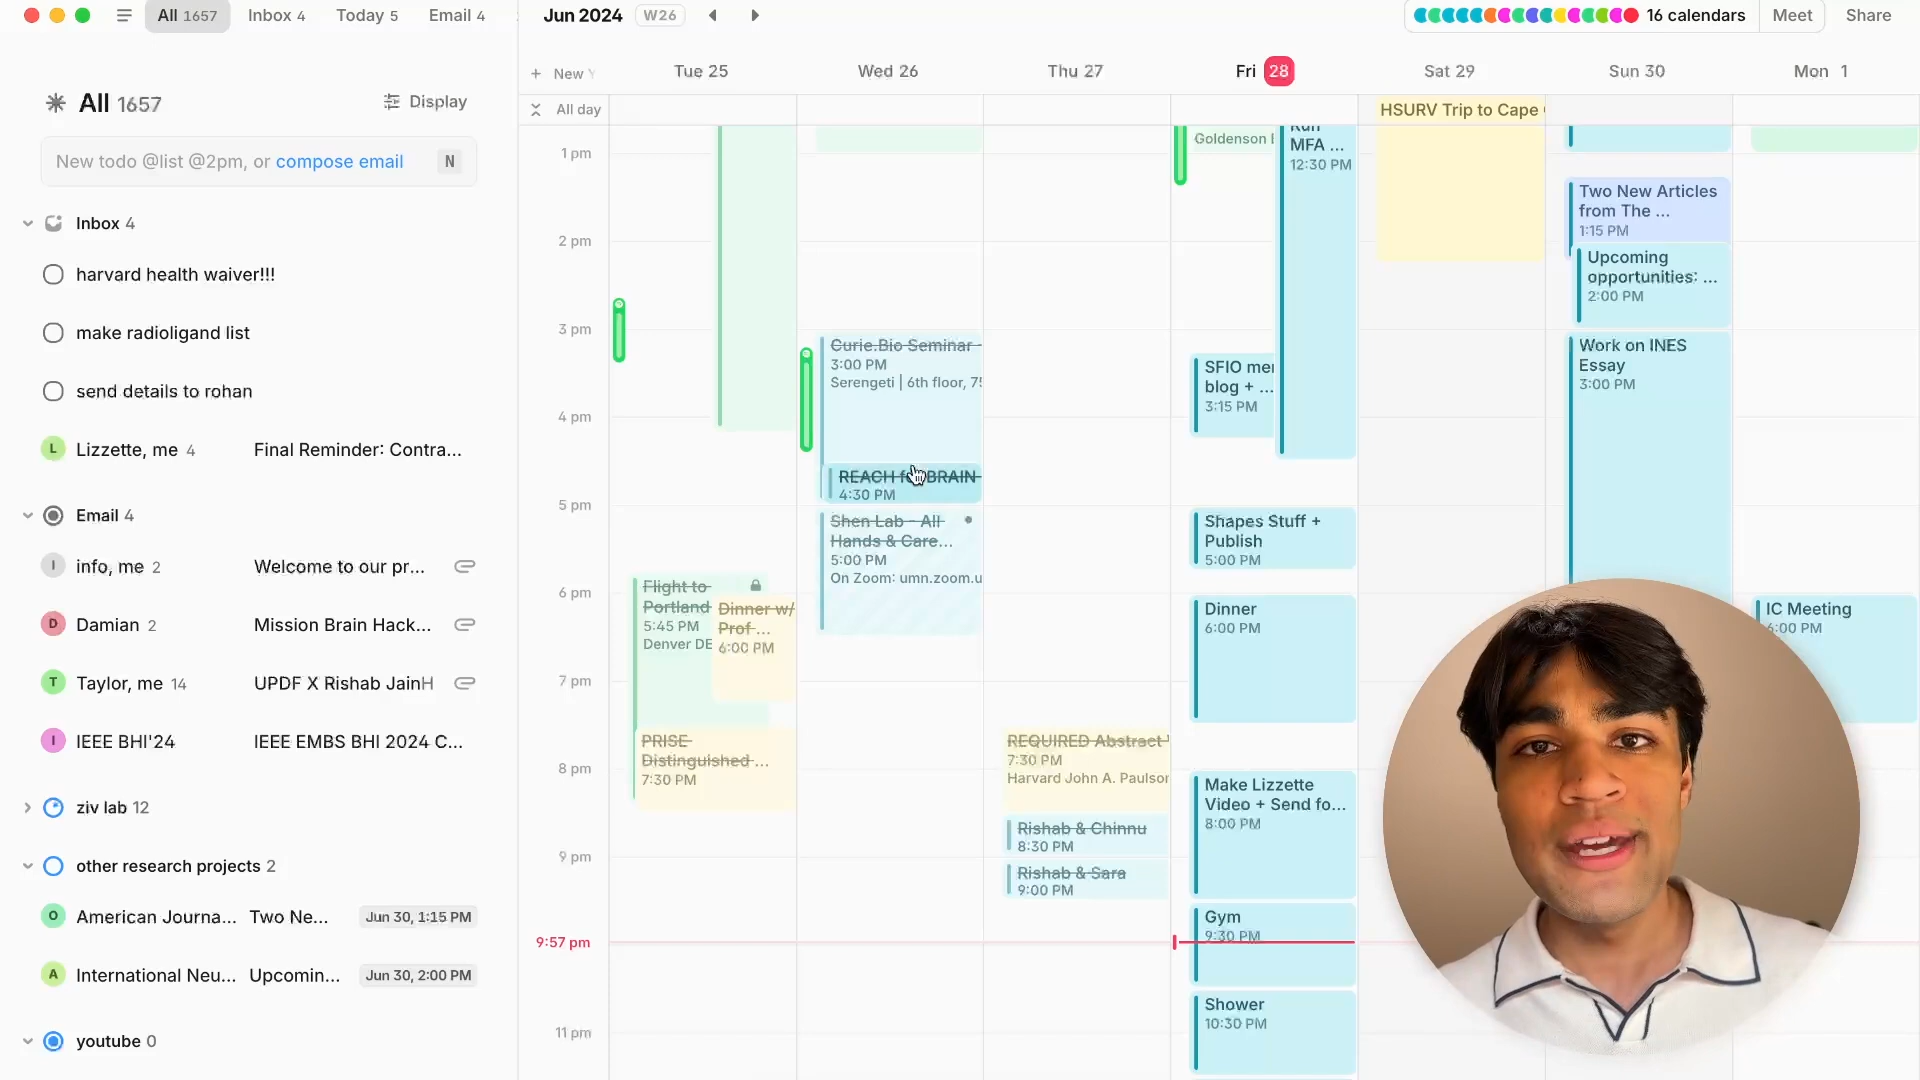 All 1657
Inbox 4
Today 5
Email 4
Jun 2024
W26
16 calendars
Meet
Share
New
Tue 25
Wed 26
Thu 27
Fri 28
Sat 29
Sun 30
Mon 1
All 1657
Display
All day
HSURV Trip to Cape
New todo @list @2pm, or compose email
N
Inbox 4
harvard health waiver!!!
make radioligand list
send details to rohan
L
Lizzette, me 4
Final Reminder: Contra...
Email 4
I
info, me 2
Welcome to our pr...
D
Damian 2
Mission Brain Hack...
T
Taylor, me 14
UPDF X Rishab JainH
I
IEEE BHI'24
IEEE EMBS BHI 2024 C...
ziv lab 12
other research projects 2
O
American Journa...
Two Ne...
Jun 30, 1:15 PM
A
International Neu...
Upcomin...
Jun 30, 2:00 PM
youtube 0
1 pm
2 pm
3 pm
4 pm
5 pm
6 pm
7 pm
8 pm
9 pm
9:57 pm
11 pm
Flight to
Portland
5:45 PM
Denver DE
Dinner w/
Prof ...
6:00 PM
PRISE
Distinguished ...
7:30 PM
Curie.Bio Seminar
3:00 PM
Serengeti | 6th floor, 75
REACH for BRAIN
4:30 PM
Shen Lab - All
Hands & Care...
5:00 PM
On Zoom: umn.zoom.u
REQUIRED Abstract
7:30 PM
Harvard John A. Paulson
Rishab & Chinnu
8:30 PM
Rishab & Sara
9:00 PM
Goldenson
Run
MFA ...
12:30 PM
SFIO mer
blog + ...
3:15 PM
Shapes Stuff +
Publish
5:00 PM
Dinner
6:00 PM
Make Lizzette
Video + Send fo...
8:00 PM
Gym
9:30 PM
Shower
10:30 PM
Two New Articles
from The ...
1:15 PM
Upcoming
opportunities: ...
2:00 PM
Work on INES
Essay
3:00 PM
IC Meeting
6:00 PM